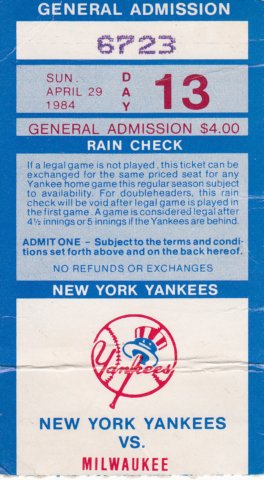 GENERAL ADMISSION
6723
SUN.
APRIL 29
1984
DAY
13
GENERAL ADMISSION $4.00
RAIN CHECK
If a legal game is not played, this ticket can be
exchanged for the same priced seat for any
Yankee home game this regular season subject
to availability. For doubleheaders, this rain
check will be void after legal game is played in
the first game. A game is considered legal after
4½ innings or 5 innings if the Yankees are behind.
ADMIT ONE – Subject to the terms and condi-
tions set forth above and on the back hereof.
NO REFUNDS OR EXCHANGES
NEW YORK YANKEES
Yankees
NEW YORK YANKEES
VS.
MILWAUKEE